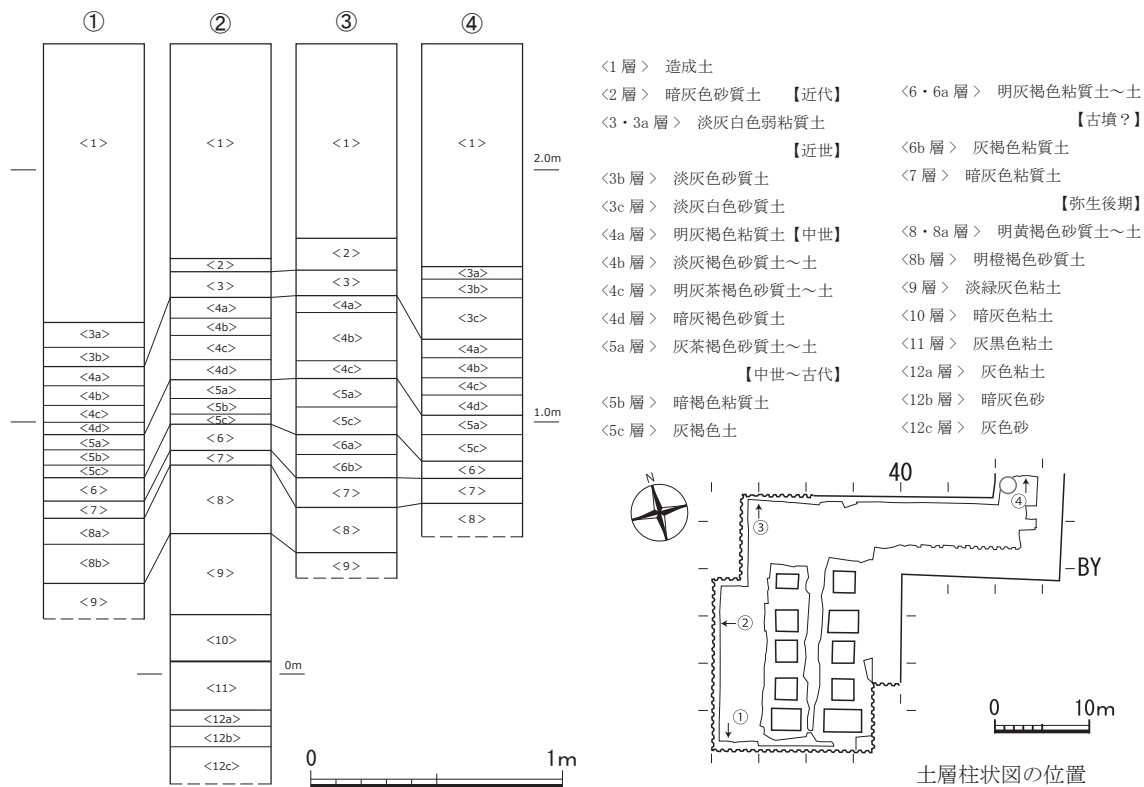 ① ② ③ ④
<1>
<3a>
<3b>
<4a>
<4b>
<4c>
<4d>
<5a>
<5b>
<5c>
<6>
<7>
<8a>
<8b>
<9>
<1>
<2>
<3>
<4a>
<4b>
<4c>
<4d>
<5a>
<5b>
<5c>
<6>
<7>
<8>
<9>
<10>
<11>
<12a>
<12b>
<12c>
<1>
<2>
<3>
<4a>
<4b>
<4c>
<5a>
<5c>
<6a>
<6b>
<7>
<8>
<9>
<1>
<3a>
<3b>
<3c>
<4a>
<4b>
<4c>
<4d>
<5a>
<5c>
<6>
<7>
<8>
2.0m
1.0m
0m
0 1m
<1 層> 造成土
<2 層> 暗灰色砂質土 【近代】
<3・3a 層> 淡灰白色弱粘質土
【近世】
<3b 層> 淡灰色砂質土
<3c 層> 淡灰白色砂質土
<4a 層> 明灰褐色粘質土【中世】
<4b 層> 淡灰褐色砂質土～土
<4c 層> 明灰茶褐色砂質土～土
<4d 層> 暗灰褐色砂質土
<5a 層> 灰茶褐色砂質土～土
【中世～古代】
<5b 層> 暗褐色粘質土
<5c 層> 灰褐色土
<6・6a 層> 明灰褐色粘質土～土
【古墳？】
<6b 層> 灰褐色粘質土
<7 層> 暗灰色粘質土
【弥生後期】
<8・8a 層> 明黄褐色砂質土～土
<8b 層> 明橙褐色砂質土
<9 層> 淡緑灰色粘土
<10 層> 暗灰色粘土
<11 層> 灰黒色粘土
<12a 層> 灰色粘土
<12b 層> 暗灰色砂
<12c 層> 灰色砂
N
40
④
③
BY
②
①
0 10m
土層柱状図の位置